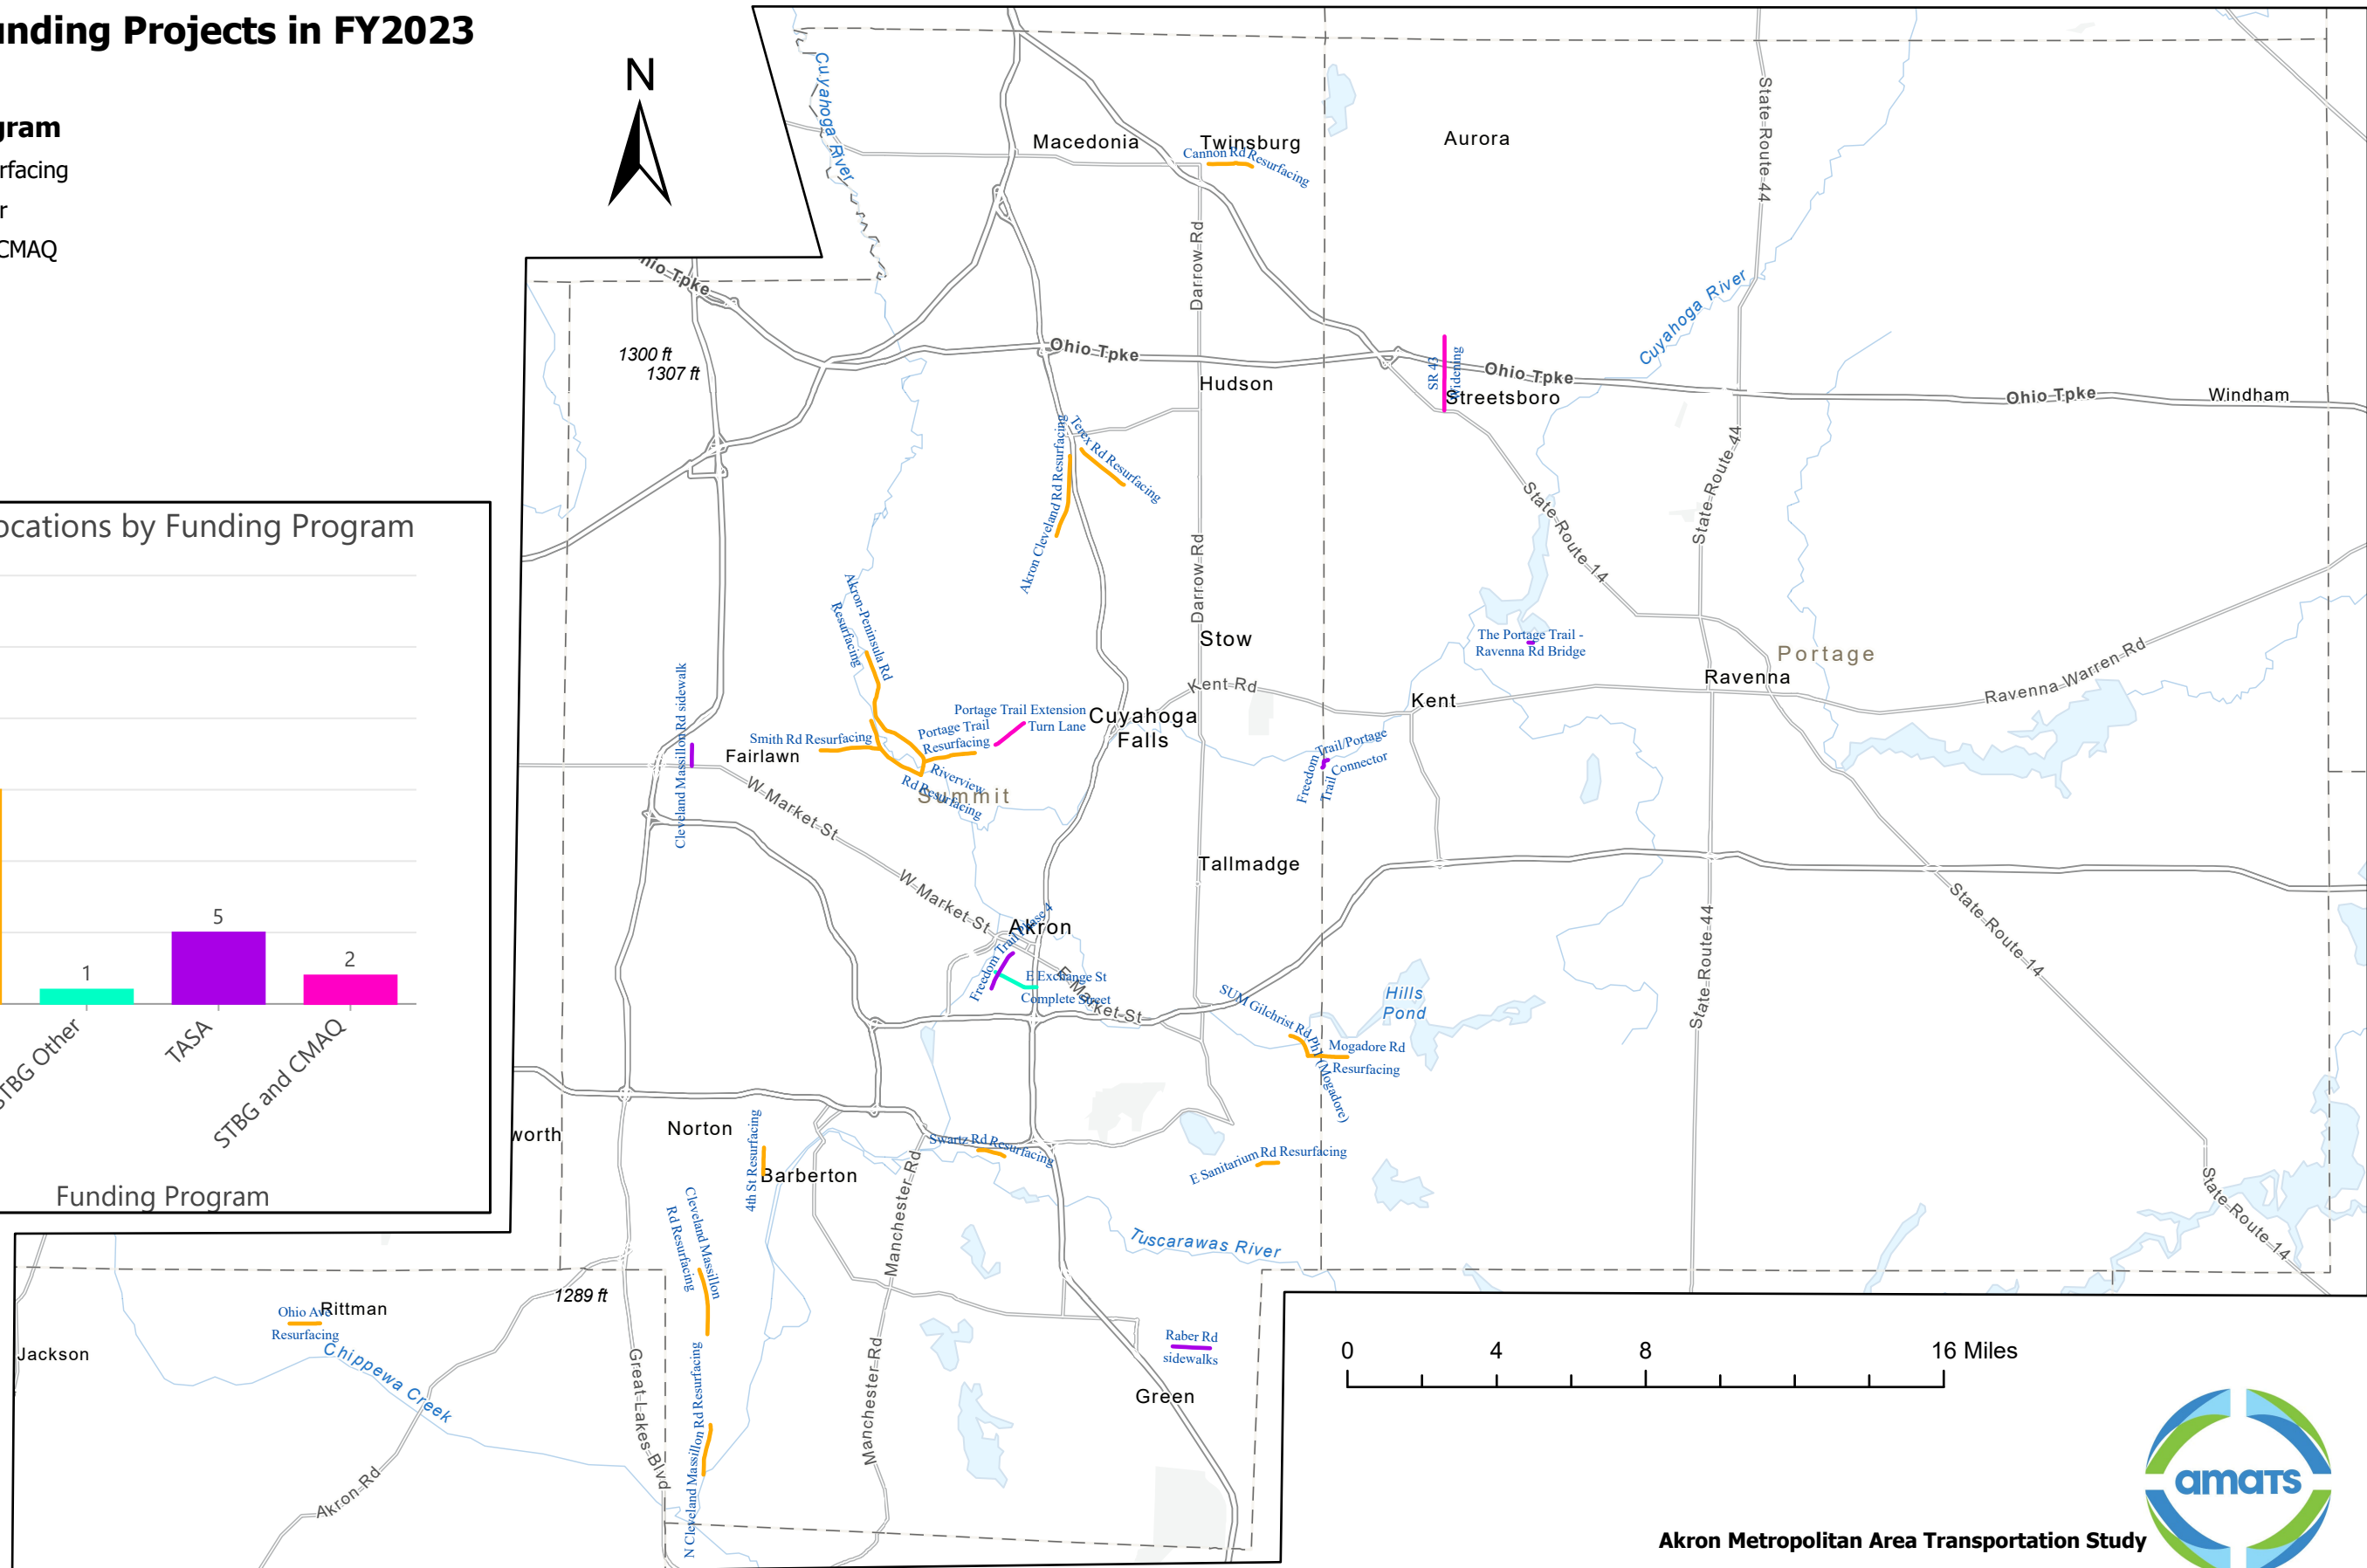 unding Projects in FY2023
gram
rfacing
r
CMAQ
N
ocations by Funding Program
1
5
2
STBG Other
TASA
STBG and CMAQ
Funding Program
Cuyahoga River
Macedonia
Twinsburg
Cannon Rd Resurfacing
Aurora
State Route 44
Darrow Rd
hio Tpke
1300 ft
1307 ft
Ohio Tpke
Hudson
SR 43
Widening
Ohio Tpke
Streetsboro
Cuyahoga River
Ohio Tpke
Windham
Akron Cleveland Rd Resurfacing
Terex Rd Resurfacing
State Route 14
State Route 44
Darrow Rd
Akron-Peninsula Rd
Resurfacing
Stow
The Portage Trail -
Ravenna Rd Bridge
Portage
Ravenna
Ravenna Warren Rd
Kent Rd
Kent
Cleveland Massillon Rd sidewalk
Portage Trail Extension
Turn Lane
Cuyahoga
Falls
Smith Rd Resurfacing
Portage Trail
Resurfacing
Fairlawn
Riverview
Rd Resurfacing
Summit
Freedom Trail/Portage
Trail Connector
W Market St
Tallmadge
W Market St
State Route 14
State Route 44
Akron
Freedom Trail Phase 4
E Exchange St
Complete Street
E Market St
Hills
Pond
SUM Gilchrist Rd Ph1 (Mogadore)
Mogadore Rd
Resurfacing
worth
Norton
4th St Resurfacing
Barberton
Swartz Rd Resurfacing
E Sanitarium Rd Resurfacing
Manchester Rd
Cleveland Massillon
Rd Resurfacing
Tuscarawas River
State Route 14
1289 ft
Ohio Ave
Resurfacing
Rittman
Jackson
Chippewa Creek
Great Lakes Blvd
N Cleveland Massillon Rd Resurfacing
Manchester Rd
Raber Rd
sidewalks
Green
Akron Rd
0 4 8 16 Miles
amaTS
Akron Metropolitan Area Transportation Study